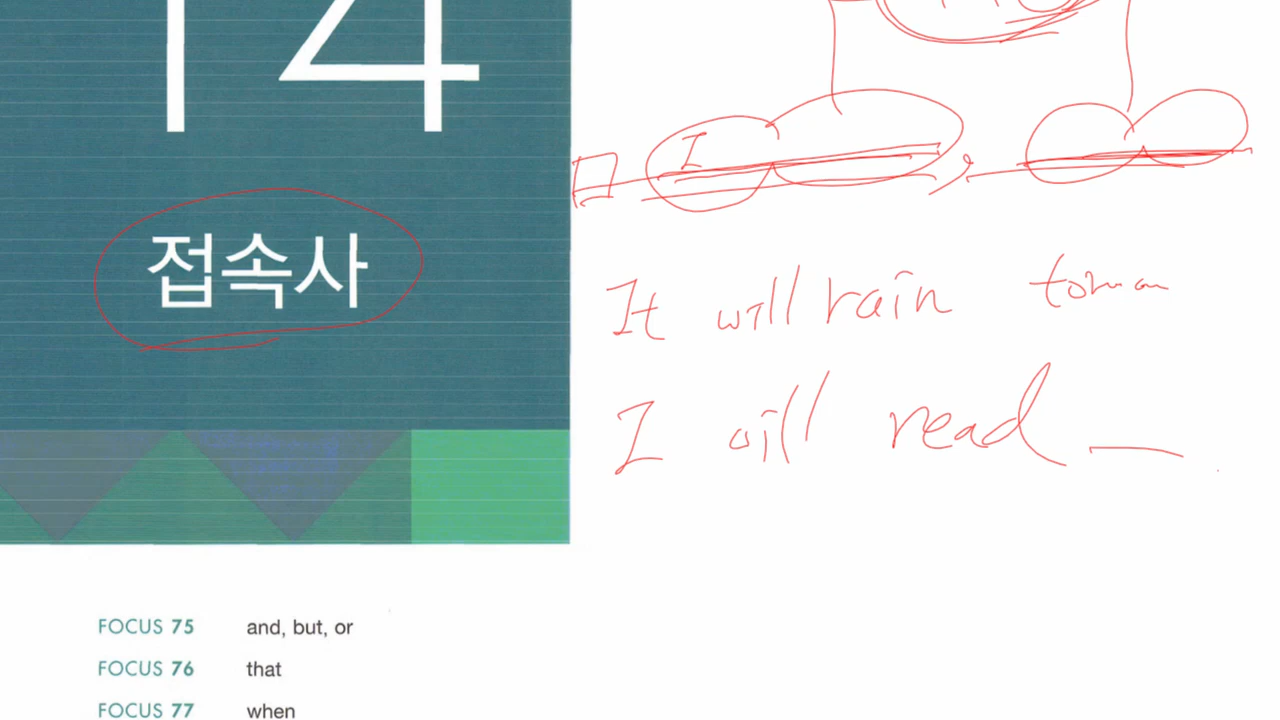 14
I
접속사
It will rain
I will read
FOCUS 75 and, but, or
FOCUS 76 that
FOCUS 77 when